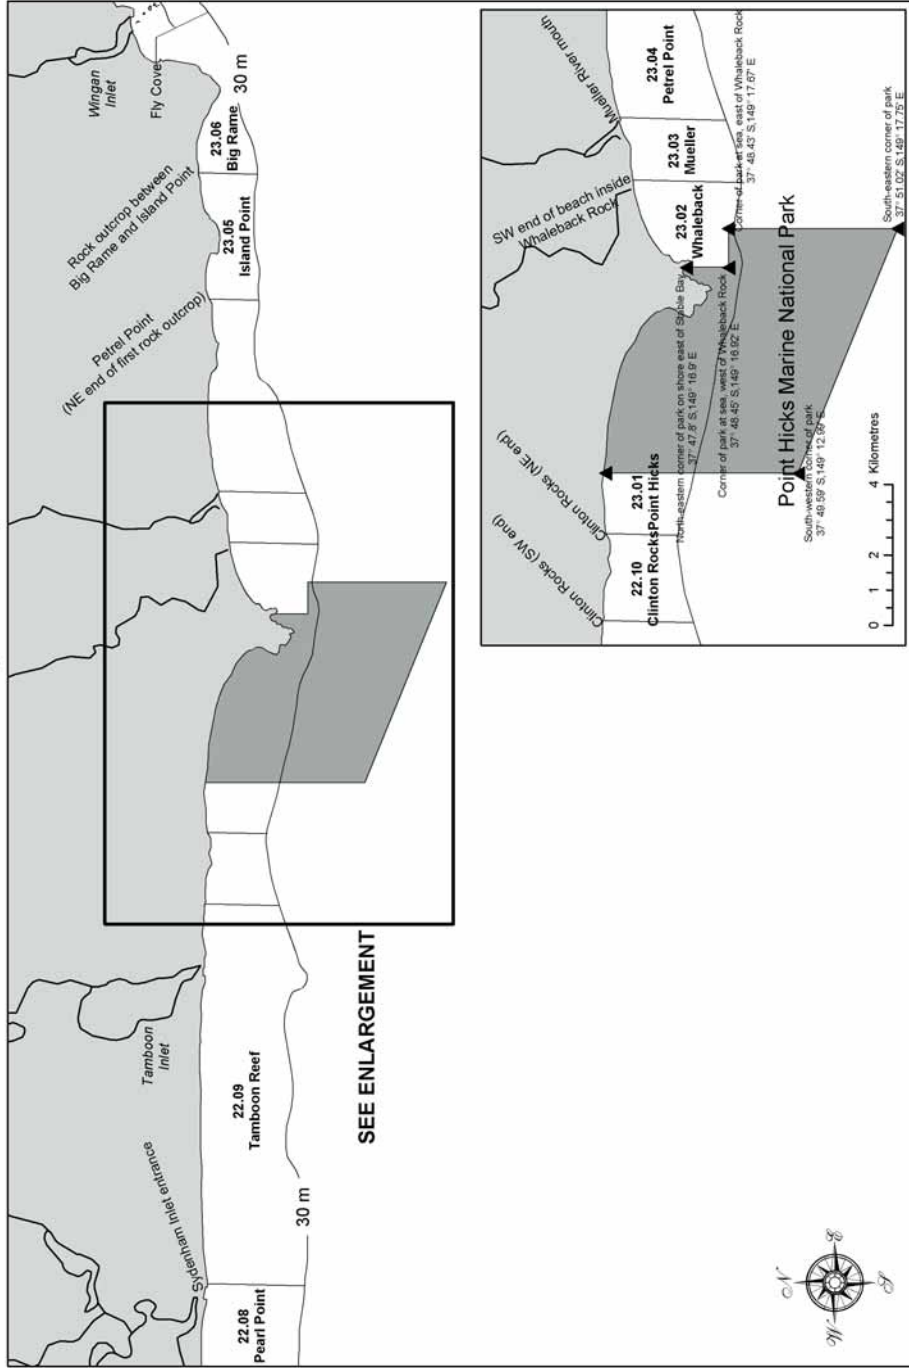 Wingan
Inlet
Fly Cove
30 m
Rock outcrop between
Big Rame and Island Point
23.06
Big Rame
23.05
Island Point
Petrel Point
(NE end of first rock outcrop)
Tamboon
Inlet
22.09
Tamboon Reef
Sydenham Inlet entrance
22.08
Pearl Point
30 m
SEE ENLARGEMENT
N
W
E
S
Clinton Rocks (SW end)
Clinton Rocks (NE end)
SW end of beach inside
Whaleback Rock
Mueller River mouth
22.10
Clinton Rocks
23.01
Point Hicks
23.02
Whaleback
23.03
Mueller
23.04
Petrel Point
North-eastern corner of park on shore east of Stable Bay
37° 47.8' S,149° 16.9' E
Corner of park at sea, west of Whaleback Rock
37° 48.45' S,149° 16.92' E
Corner of park at sea, east of Whaleback Rock
37° 48.43' S,149° 17.67' E
Point Hicks Marine National Park
South-western corner of park
37° 49.59' S,149° 12.99' E
South-eastern corner of park
37° 51.02' S,149° 17.75' E
0 1 2 4 Kilometres